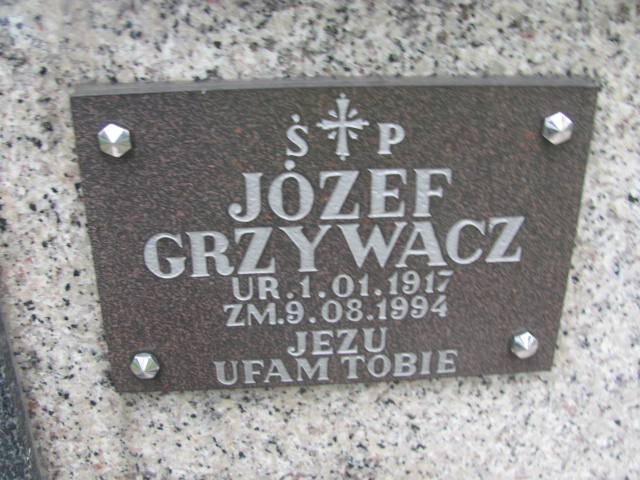 Ś P
JÓZEF
GRZYWACZ
UR.1.01.1917
ZM.9.08.1994
JEZU
UFAM TOBIE